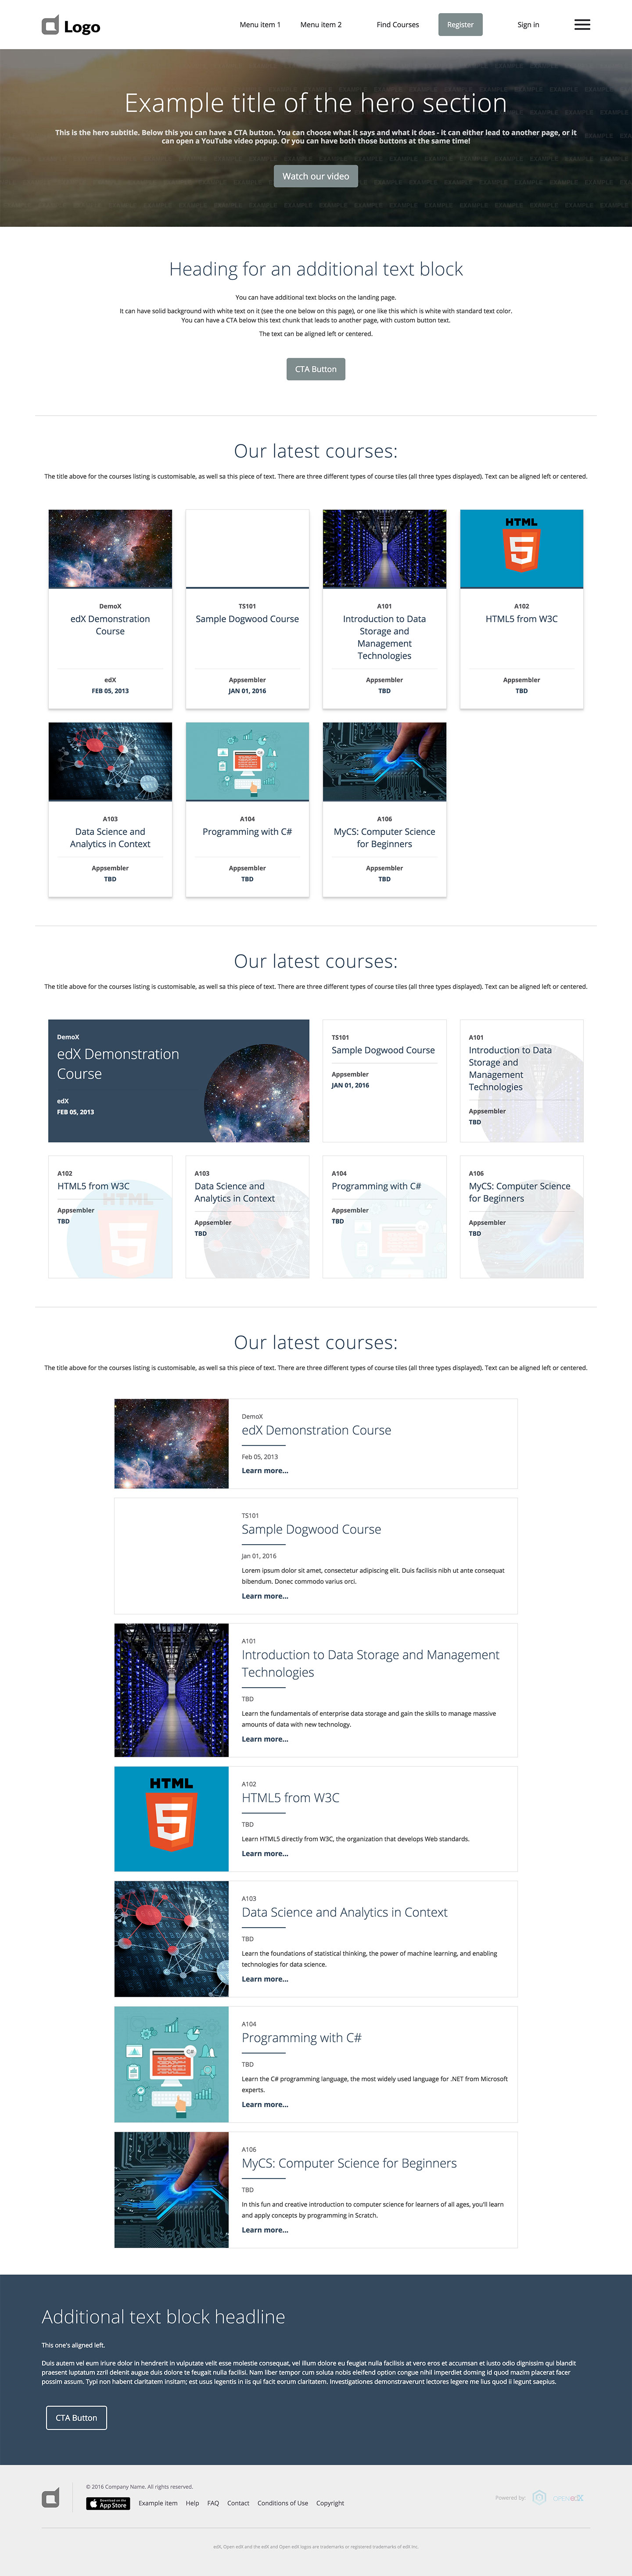 Logo
Menu item 1
Menu item 2
Find Courses
Register
Sign in
Example title of the hero section
This is the hero subtitle. Below this you can have a CTA button. You can choose what it says and what it does - it can either lead to another page, or it
can open a YouTube video popup. Or you can have both those buttons at the same time!
Watch our video
Heading for an additional text block
You can have additional text blocks on the landing page.
It can have solid background with white text on it (see the one below on this page), or one like this which is white with standard text color.
You can have a CTA below this text chunk that leads to another page, with custom button text.
The text can be aligned left or centered.
CTA Button
Our latest courses:
The title above for the courses listing is customisable, as well sa this piece of text. There are three different types of course tiles (all three types displayed). Text can be aligned left or centered.
DemoX
edX Demonstration
Course
edX
FEB 05, 2013
TS101
Sample Dogwood Course
Appsembler
JAN 01, 2016
A101
Introduction to Data
Storage and
Management
Technologies
Appsembler
TBD
HTML
5
A102
HTML5 from W3C
Appsembler
TBD
A103
Data Science and
Analytics in Context
Appsembler
TBD
C#
A104
Programming with C#
Appsembler
TBD
A106
MyCS: Computer Science
for Beginners
Appsembler
TBD
Our latest courses:
The title above for the courses listing is customisable, as well sa this piece of text. There are three different types of course tiles (all three types displayed). Text can be aligned left or centered.
DemoX
edX Demonstration
Course
edX
FEB 05, 2013
TS101
Sample Dogwood Course
Appsembler
JAN 01, 2016
A101
Introduction to Data
Storage and
Management
Technologies
Appsembler
TBD
A102
HTML5 from W3C
HTML
Appsembler
TBD
5
A103
Data Science and
Analytics in Context
Appsembler
TBD
A104
Programming with C#
Appsembler
TBD
A106
MyCS: Computer Science
for Beginners
Appsembler
TBD
Our latest courses:
The title above for the courses listing is customisable, as well sa this piece of text. There are three different types of course tiles (all three types displayed). Text can be aligned left or centered.
DemoX
edX Demonstration Course
Feb 05, 2013
Learn more...
TS101
Sample Dogwood Course
Jan 01, 2016
Lorem ipsum dolor sit amet, consectetur adipiscing elit. Duis facilisis nibh ut ante consequat
bibendum. Donec commodo varius orci.
Learn more...
A101
Introduction to Data Storage and Management
Technologies
TBD
Learn the fundamentals of enterprise data storage and gain the skills to manage massive
amounts of data with new technology.
Learn more...
HTML
5
A102
HTML5 from W3C
TBD
Learn HTML5 directly from W3C, the organization that develops Web standards.
Learn more...
A103
Data Science and Analytics in Context
TBD
Learn the foundations of statistical thinking, the power of machine learning, and enabling
technologies for data science.
Learn more...
C#
A104
Programming with C#
TBD
Learn the C# programming language, the most widely used language for .NET from Microsoft
experts.
Learn more...
A106
MyCS: Computer Science for Beginners
TBD
In this fun and creative introduction to computer science for learners of all ages, you'll learn
and apply concepts by programming in Scratch.
Learn more...
Additional text block headline
This one's aligned left.
Duis autem vel eum iriure dolor in hendrerit in vulputate velit esse molestie consequat, vel illum dolore eu feugiat nulla facilisis at vero eros et accumsan et iusto odio dignissim qui blandit
praesent luptatum zzril delenit augue duis dolore te feugait nulla facilisi. Nam liber tempor cum soluta nobis eleifend option congue nihil imperdiet doming id quod mazim placerat facer
possim assum. Typi non habent claritatem insitam; est usus legentis in iis qui facit eorum claritatem. Investigationes demonstraverunt lectores legere me lius quod ii legunt saepius.
CTA Button
© 2016 Company Name. All rights reserved.
Download on the
App Store
Example item
Help
FAQ
Contact
Conditions of Use
Copyright
Powered by:
OPEN edX
edX, Open edX and the edX and Open edX logos are trademarks or registered trademarks of edX Inc.